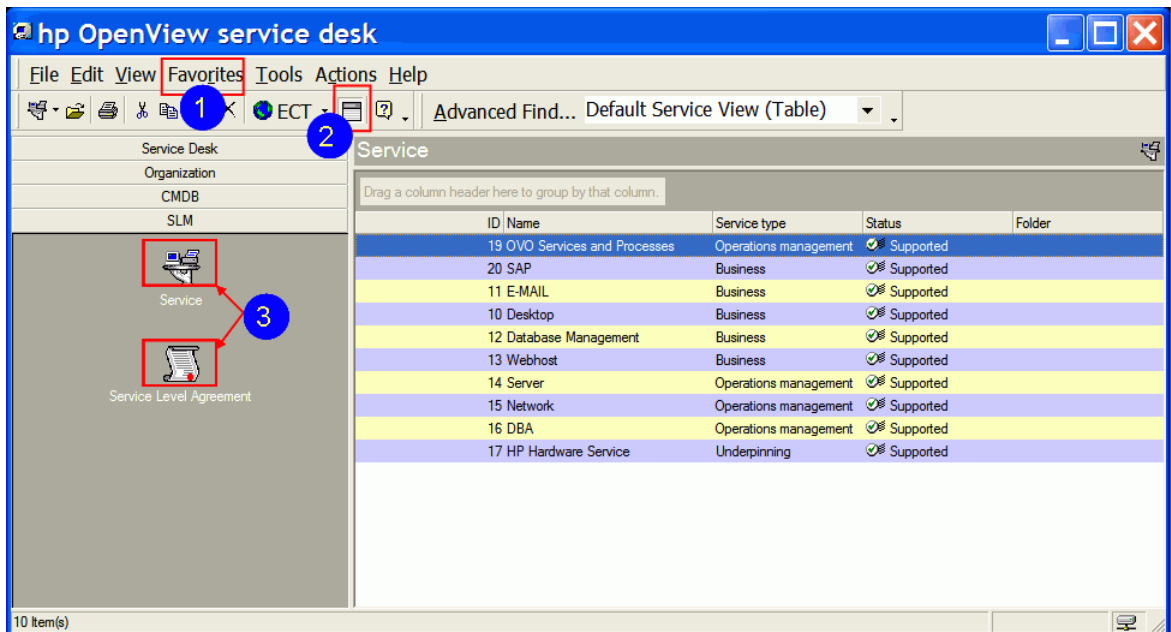 hp OpenView service desk
File Edit View Favorites Tools Actions Help
1
ECT
2
Advanced Find... Default Service View (Table)
Service Desk
Organization
CMDB
SLM
Service
Service Level Agreement
3
Service
Drag a column header here to group by that column.
ID Name Service type Status Folder
19 OVO Services and Processes Operations management Supported
20 SAP Business Supported
11 E-MAIL Business Supported
10 Desktop Business Supported
12 Database Management Business Supported
13 Webhost Business Supported
14 Server Operations management Supported
15 Network Operations management Supported
16 DBA Operations management Supported
17 HP Hardware Service Underpinning Supported
10 Item(s)